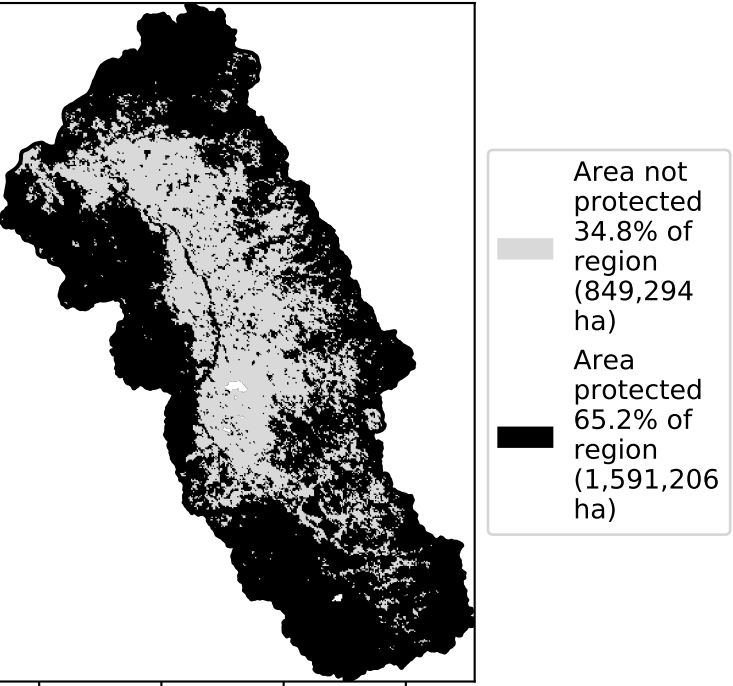 Area not
protected
34.8% of
region
(849,294
ha)
Area
protected
65.2% of
region
(1,591,206
ha)